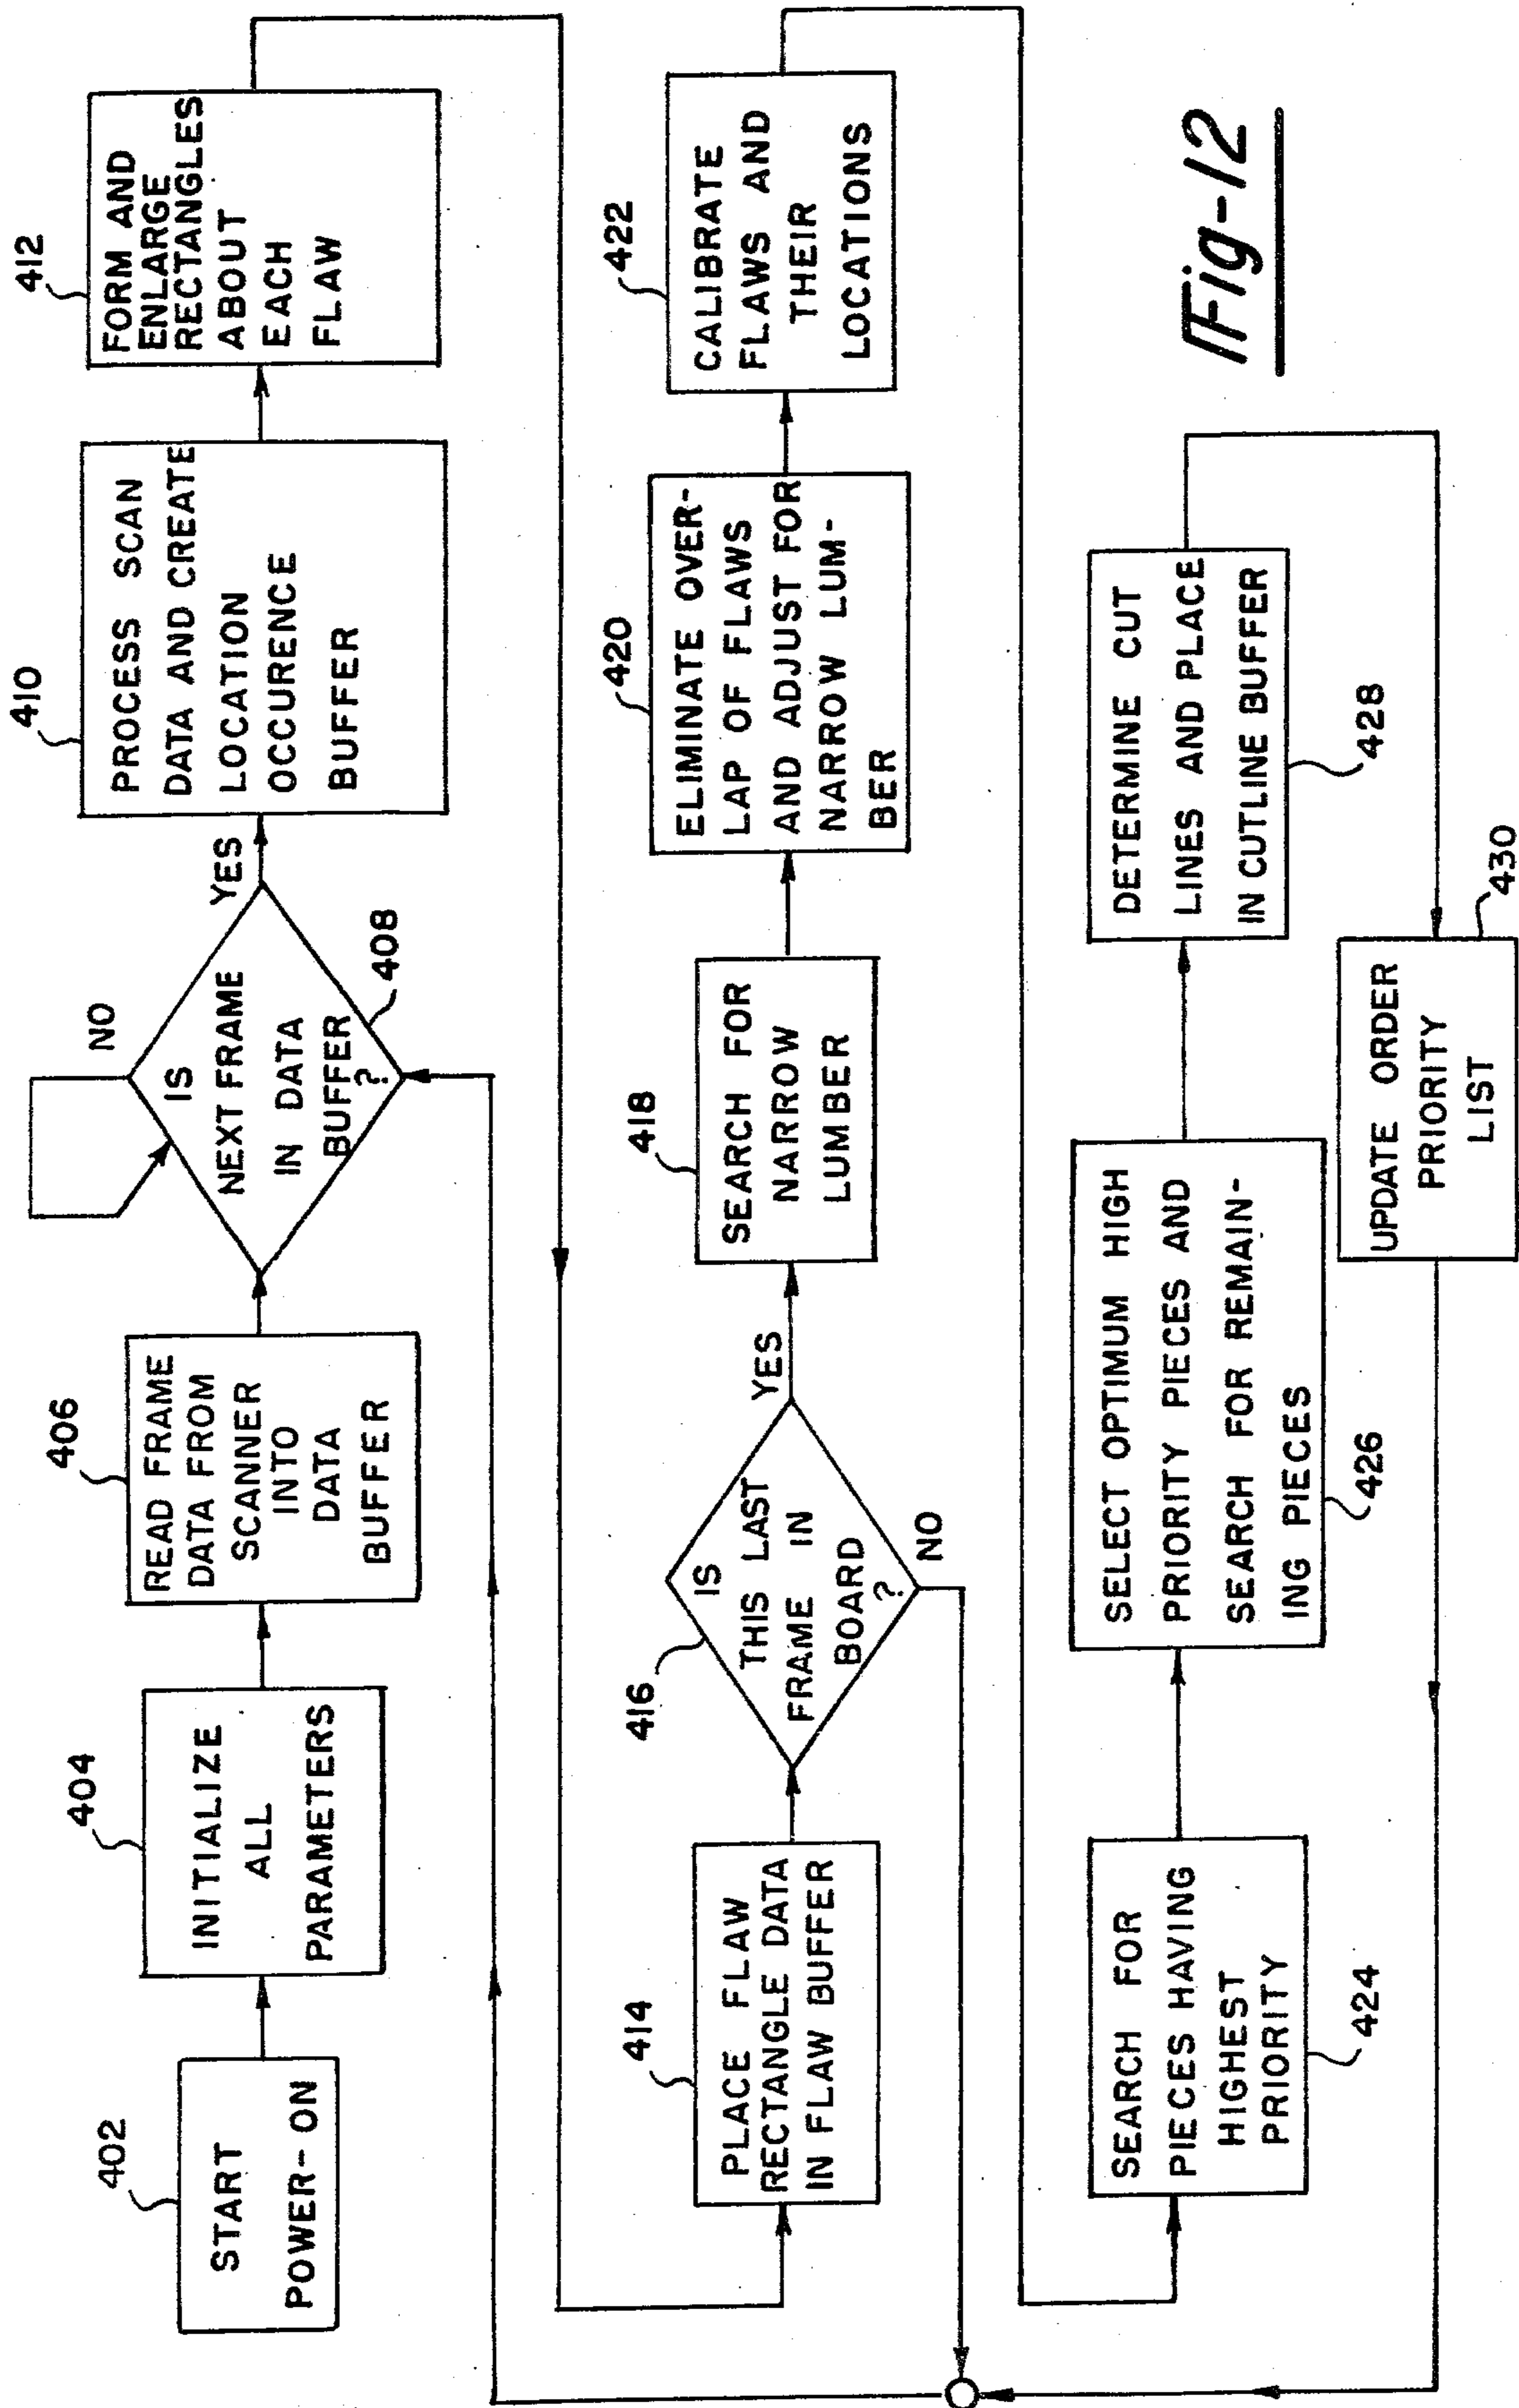 402
START
POWER-ON
404
INITIALIZE
ALL
PARAMETERS
406
READ FRAME
DATA FROM
SCANNER
INTO
DATA
BUFFER
NO
IS
NEXT FRAME
IN DATA
BUFFER
?
408
YES
410
PROCESS SCAN
DATA AND CREATE
LOCATION
OCCURENCE
BUFFER
412
FORM AND
ENLARGE
RECTANGLES
ABOUT
EACH
FLAW
414
PLACE FLAW
RECTANGLE DATA
IN FLAW BUFFER
416
IS
THIS LAST
FRAME IN
BOARD
?
NO
YES
418
SEARCH FOR
NARROW
LUMBER
420
ELIMINATE OVER-
LAP OF FLAWS
AND ADJUST FOR
NARROW LUM-
BER
422
CALIBRATE
FLAWS AND
THEIR
LOCATIONS
SEARCH FOR
PIECES HAVING
HIGHEST
PRIORITY
424
SELECT OPTIMUM HIGH
PRIORITY PIECES AND
SEARCH FOR REMAIN-
ING PIECES
426
DETERMINE CUT
LINES AND PLACE
IN CUTLINE BUFFER
428
430
UPDATE ORDER
PRIORITY
LIST
Fig-12